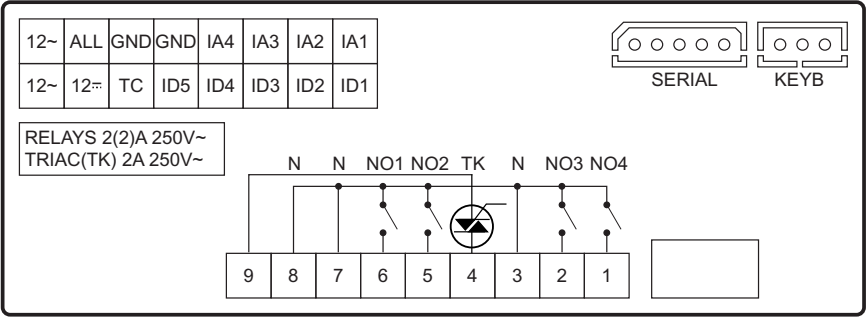 12~ ALL GND GND IA4 IA3 IA2 IA1
12~ 12⎓ TC ID5 ID4 ID3 ID2 ID1
SERIAL KEYB
RELAYS 2(2)A 250V~
TRIAC(TK) 2A 250V~
N N NO1 NO2 TK N NO3 NO4
9 8 7 6 5 4 3 2 1